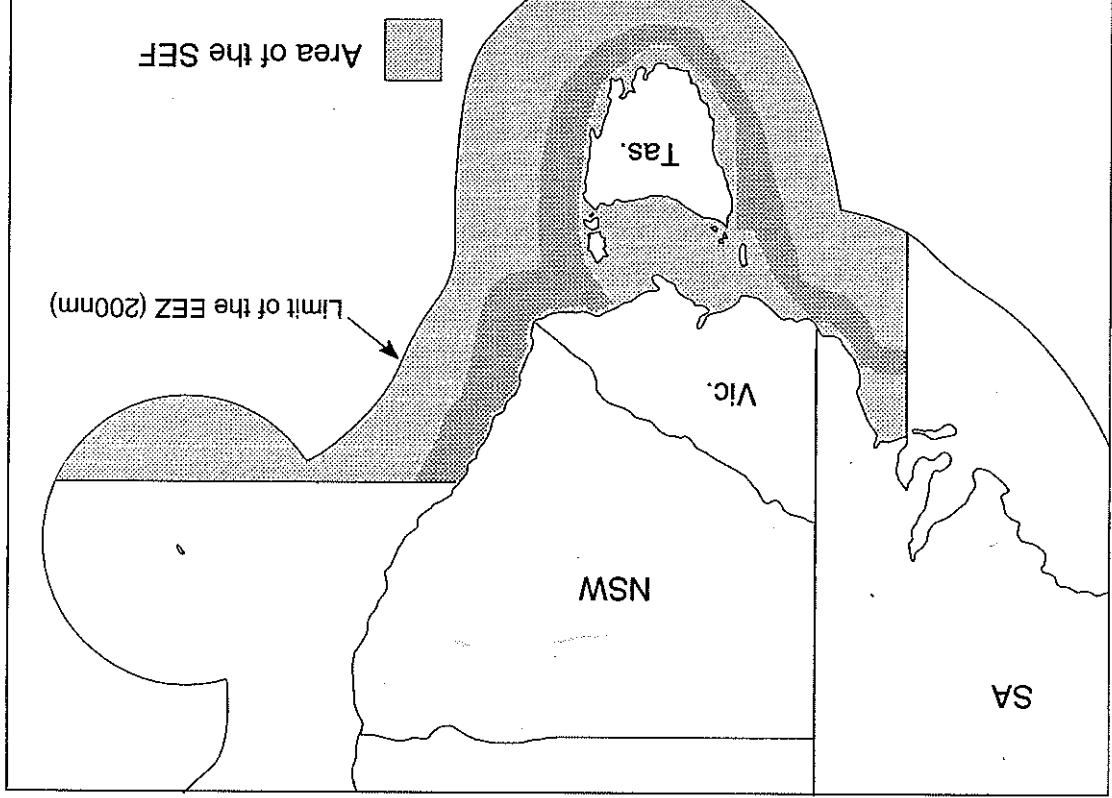 SA
NSW
Vic.
Limit of the EEZ (200nm)
Tas.
Area of the SEF